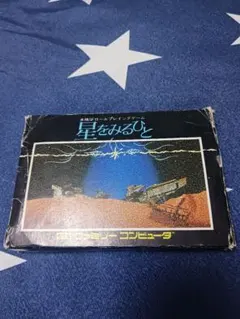 本格派ロールプレイングゲーム
星をみるひと
ファミリー コンピュータ